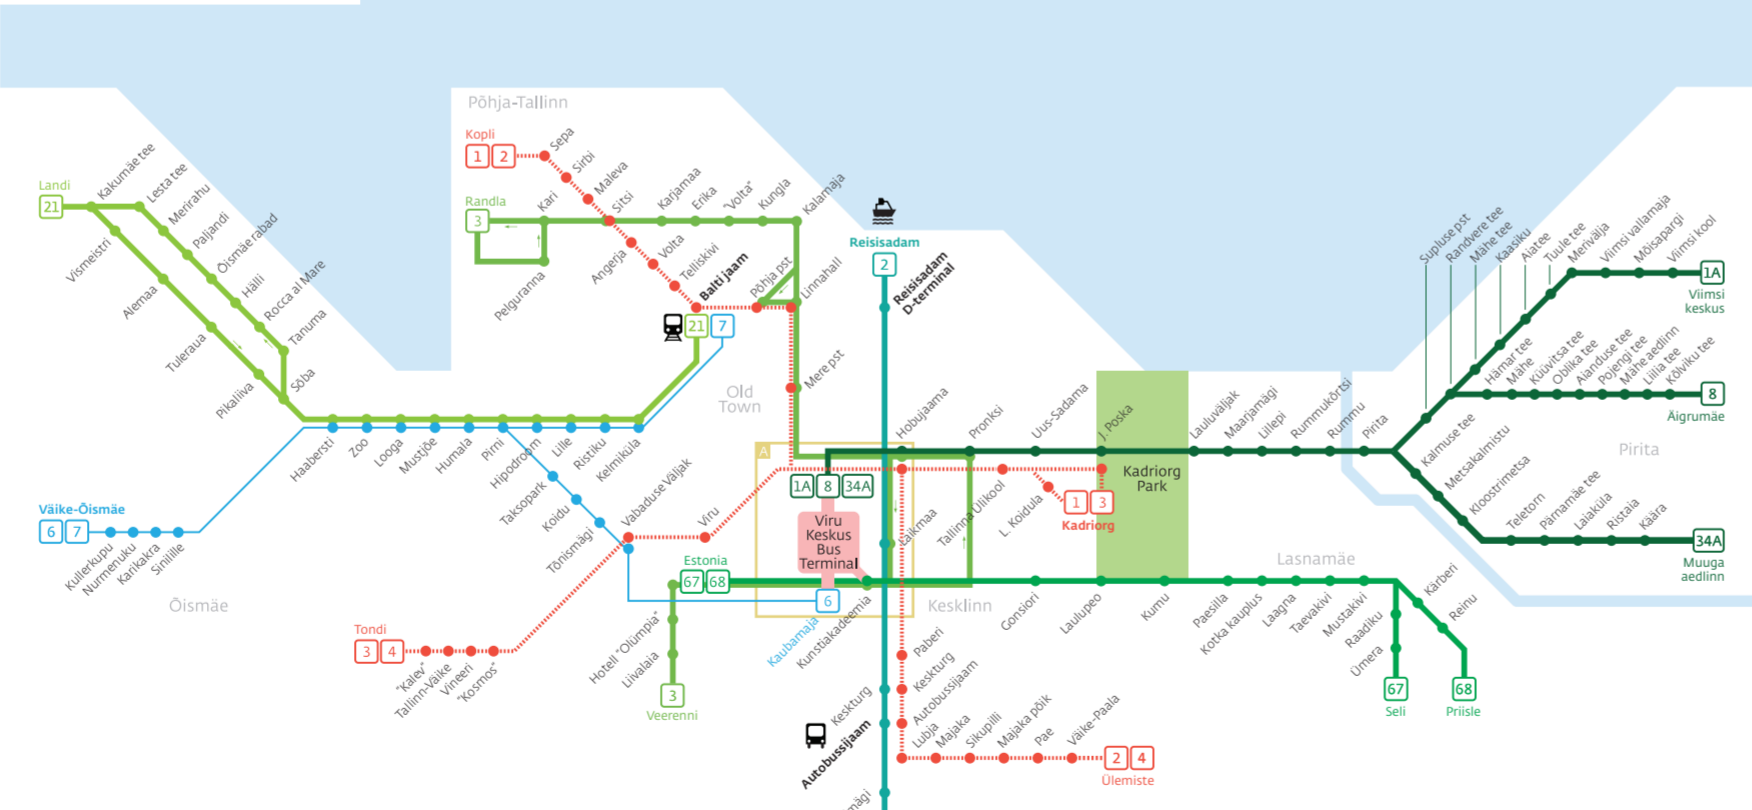 Põhja-Tallinn
Kopli
1 2
Sepa
Sirbi
Maleva
Sitsi
Angerja
Volta
Telliskivi
Balti jaam
Randla
3
Kari
Pelguranna
Karjamaa
Erika
"Volta"
Kungla
Kalamaja
Põhja pst
Linnahall
Mere pst
21 7
Landi
21
Kakumäe tee
Lesta tee
Merirahu
Paljandi
Õismäe rabad
Häili
Rocca al Mare
Tanuma
Sõba
Vismeistri
Alemaa
Tuleraua
Pikaliiva
Haabersti
Zoo
Looga
Mustjõe
Humala
Pirni
Hipodroom
Lille
Ristiku
Kelmiküla
Väike-Õismäe
6 7
Kullerkupu
Nurmenuku
Karikakra
Sinilille
Õismäe
Taksopark
Koidu
Tõnismägi
Vabaduse Väljak
Viru
Tondi
3 4
"Kalev"
Tallinn-Väike
Vineeri
"Kosmos"
Old
Town
Reisisadam
2
Reisisadam
D-terminal
A
1A 8 34A
Viru
Keskus
Bus
Terminal
6
Kaubamaja
Kunstiakadeemia
Estonia
67 68
Hotell "Olümpia"
Liivalaia
3
Veerenni
Hobujaama
Pronksi
Uus-Sadama
J. Poska
Laikmaa
Tallinna Ülikool
L. Koidula
1 3
Kadriorg
Kadriorg
Park
Kesklinn
Lauluväljak
Maarjamägi
Lillepi
Rummukõrtsi
Rummu
Pirita
Supluse pst
Randvere tee
Mähe tee
Kaasiku
Aiatee
Tuule tee
Merivälja
Viimsi vallamaja
Mõisapargi
Viimsi kool
1A
Viimsi
keskus
Hämar tee
Mähe
Küüvitsa tee
Oblika tee
Aianduse tee
Pojengi tee
Mähe aedlinn
Liilia tee
Kõlviku tee
8
Äigrumäe
Pirita
Kalmuse tee
Metsakalmistu
Kloostrimetsa
Teletorn
Pärnamäe tee
Laiaküla
Ristaia
Käära
34A
Muuga
aedlinn
Lasnamäe
Gonsiori
Laulupeo
Kumu
Paesilla
Kotka kauplus
Laagna
Taevakivi
Mustakivi
Raadiku
Ümera
67
Seli
Kärberi
Reinu
68
Priisle
Paberi
Keskturg
Autobussijaam
Keskturg
Autobussijaam
Lubja
Majaka
Sikupilli
Majaka põik
Pae
Väike-Paala
2 4
Ülemiste